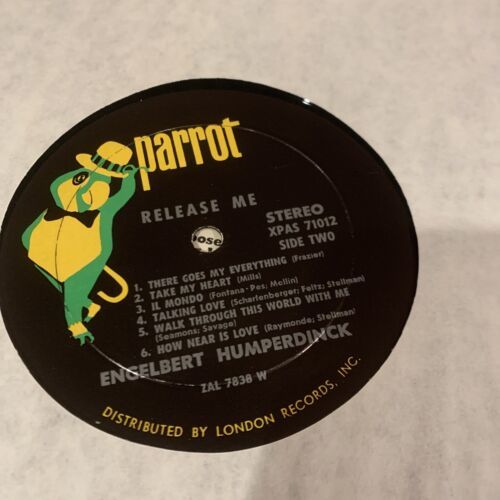 parrot
RELEASE ME
STEREO
XPAS 71012
SIDE TWO
ose
1. THERE GOES MY EVERYTHING (Frazier)
2. TAKE MY HEART (Mills)
3. IL MONDO (Fontana-Pes; Mellin)
4. TALKING LOVE (Scharfenberger; Feltz; Stellman)
5. WALK THROUGH THIS WORLD WITH ME
(Seamons; Savage)
6. HOW NEAR IS LOVE (Raymonde; Stellman)
ENGELBERT HUMPERDINCK
ZAL 7838 W
DISTRIBUTED BY LONDON RECORDS, INC.